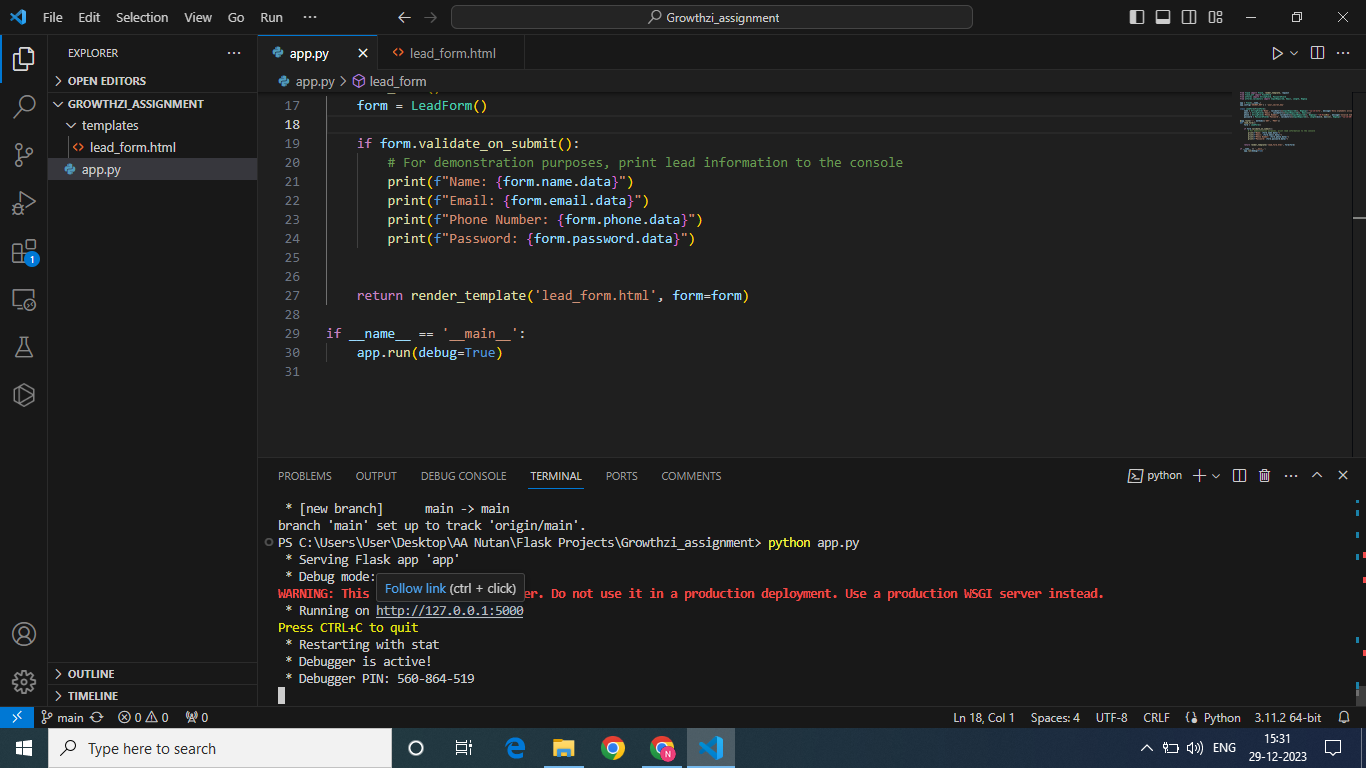 File Edit Selection View Go Run ···
Growthzi_assignment
EXPLORER
OPEN EDITORS
GROWTHZI_ASSIGNMENT
templates
lead_form.html
app.py
OUTLINE
TIMELINE
app.py
lead_form.html
app.py > lead_form
17 form = LeadForm()
18
19 if form.validate_on_submit():
20 # For demonstration purposes, print lead information to the console
21 print(f"Name: {form.name.data}")
22 print(f"Email: {form.email.data}")
23 print(f"Phone Number: {form.phone.data}")
24 print(f"Password: {form.password.data}")
25
26
27 return render_template('lead_form.html', form=form)
28
29 if __name__ == '__main__':
30 app.run(debug=True)
31
PROBLEMS OUTPUT DEBUG CONSOLE TERMINAL PORTS COMMENTS
python
* [new branch] main -> main
branch 'main' set up to track 'origin/main'.
PS C:\Users\User\Desktop\AA Nutan\Flask Projects\Growthzi_assignment> python app.py
* Serving Flask app 'app'
* Debug mode:
Follow link (ctrl + click)
WARNING: This er. Do not use it in a production deployment. Use a production WSGI server instead.
* Running on http://127.0.0.1:5000
Press CTRL+C to quit
* Restarting with stat
* Debugger is active!
* Debugger PIN: 560-864-519
1
main 0 0 0
Ln 18, Col 1 Spaces: 4 UTF-8 CRLF Python 3.11.2 64-bit
Type here to search
N
ENG
15:31
29-12-2023